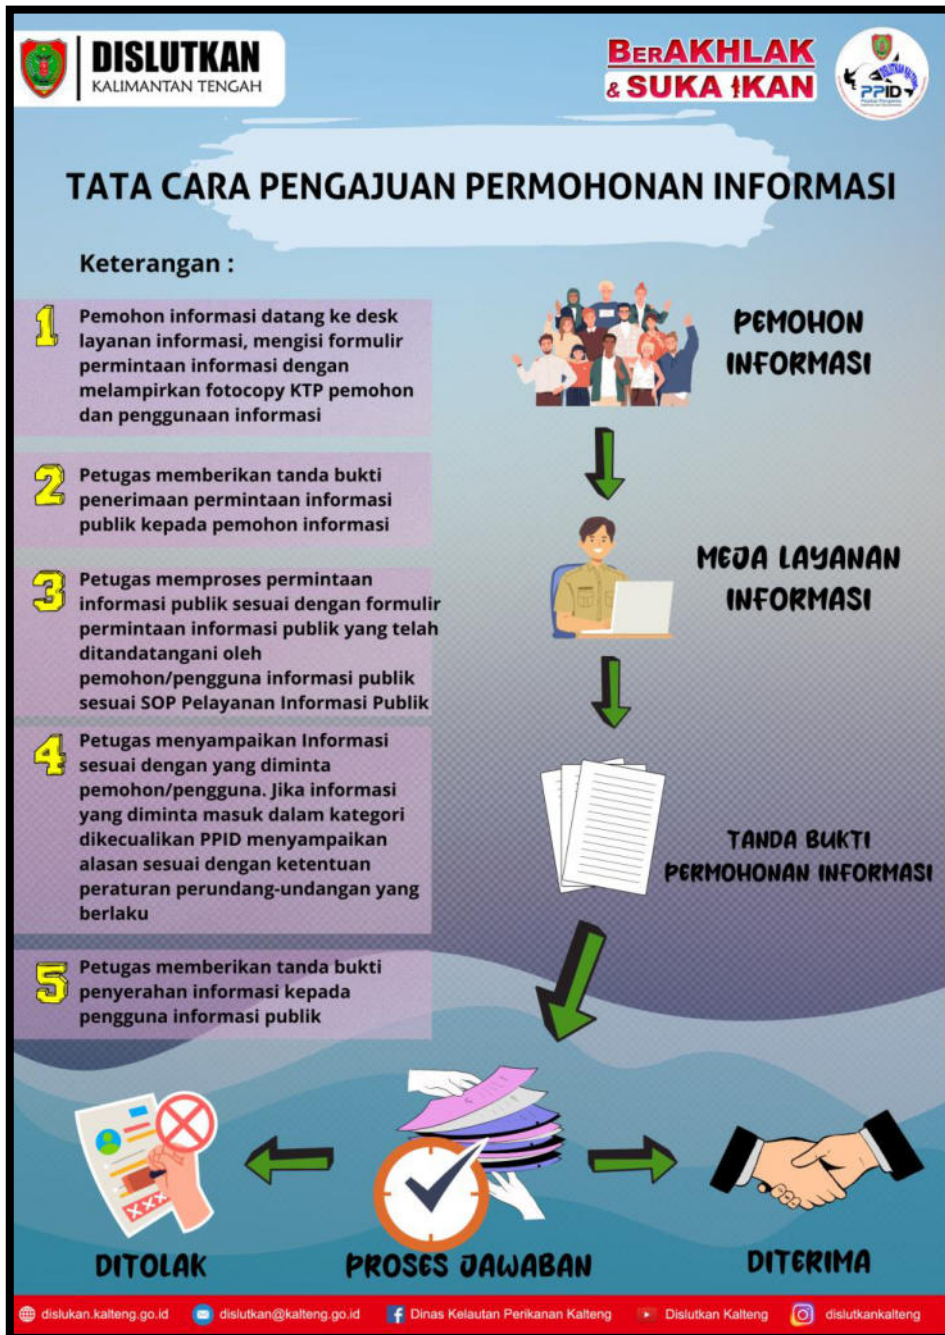 DISLUTKAN
KALIMANTAN TENGAH
BERAKHLAK
& SUKA IKAN
DISLUTKAN KALTENG
PPID
TATA CARA PENGAJUAN PERMOHONAN INFORMASI
Keterangan :
1
Pemohon informasi datang ke desk
layanan informasi, mengisi formulir
permintaan informasi dengan
melampirkan fotocopy KTP pemohon
dan penggunaan informasi
2
Petugas memberikan tanda bukti
penerimaan permintaan informasi
publik kepada pemohon informasi
3
Petugas memproses permintaan
informasi publik sesuai dengan formulir
permintaan informasi publik yang telah
ditandatangani oleh
pemohon/pengguna informasi publik
sesuai SOP Pelayanan Informasi Publik
4
Petugas menyampaikan Informasi
sesuai dengan yang diminta
pemohon/pengguna. Jika informasi
yang diminta masuk dalam kategori
dikecualikan PPID menyampaikan
alasan sesuai dengan ketentuan
peraturan perundang-undangan yang
berlaku
5
Petugas memberikan tanda bukti
penyerahan informasi kepada
pengguna informasi publik
PEMOHON
INFORMASI
MEJA LAYANAN
INFORMASI
TANDA BUKTI
PERMOHONAN INFORMASI
DITOLAK
PROSES JAWABAN
DITERIMA
dislukan.kalteng.go.id
dislutkan@kalteng.go.id
Dinas Kelautan Perikanan Kalteng
Dislutkan Kalteng
dislutkankalteng